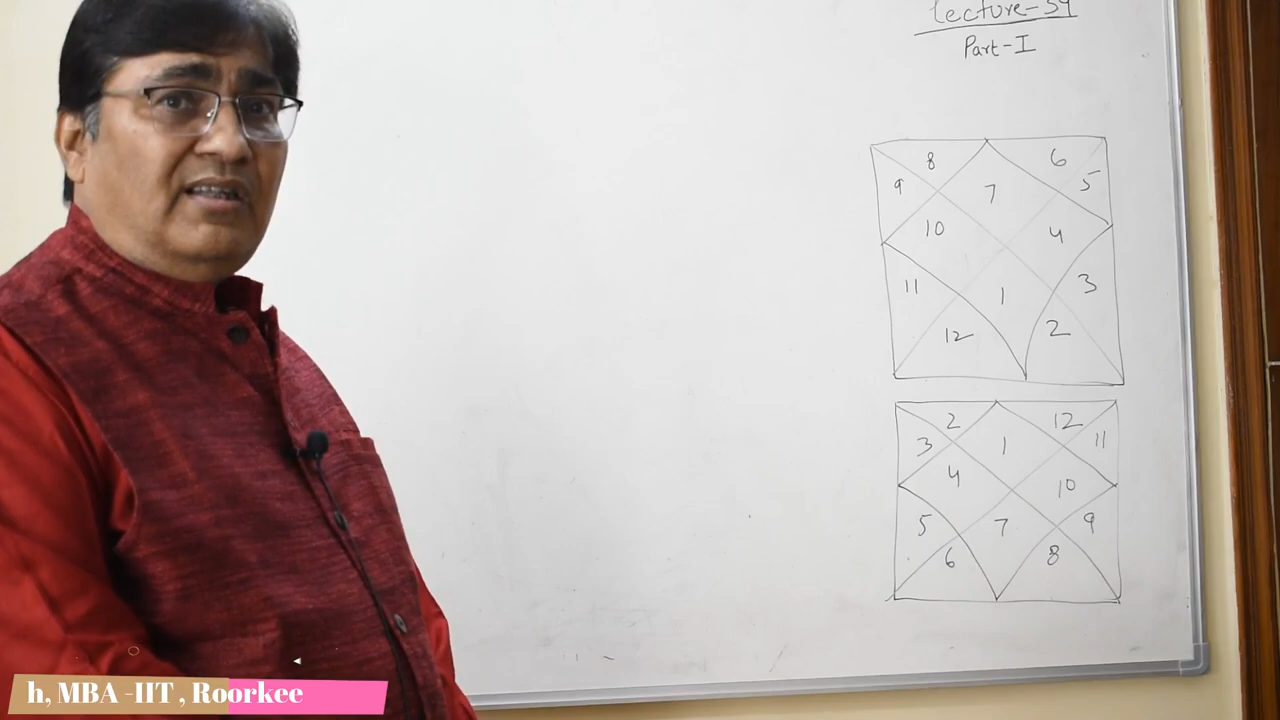 Lecture-39
Part-I
8 6
9 7 5
10 4
11 1 3
12 2
2 12
3 1 11
4 10
5 7 9
6 8
h, MBA -IIT , Roorkee